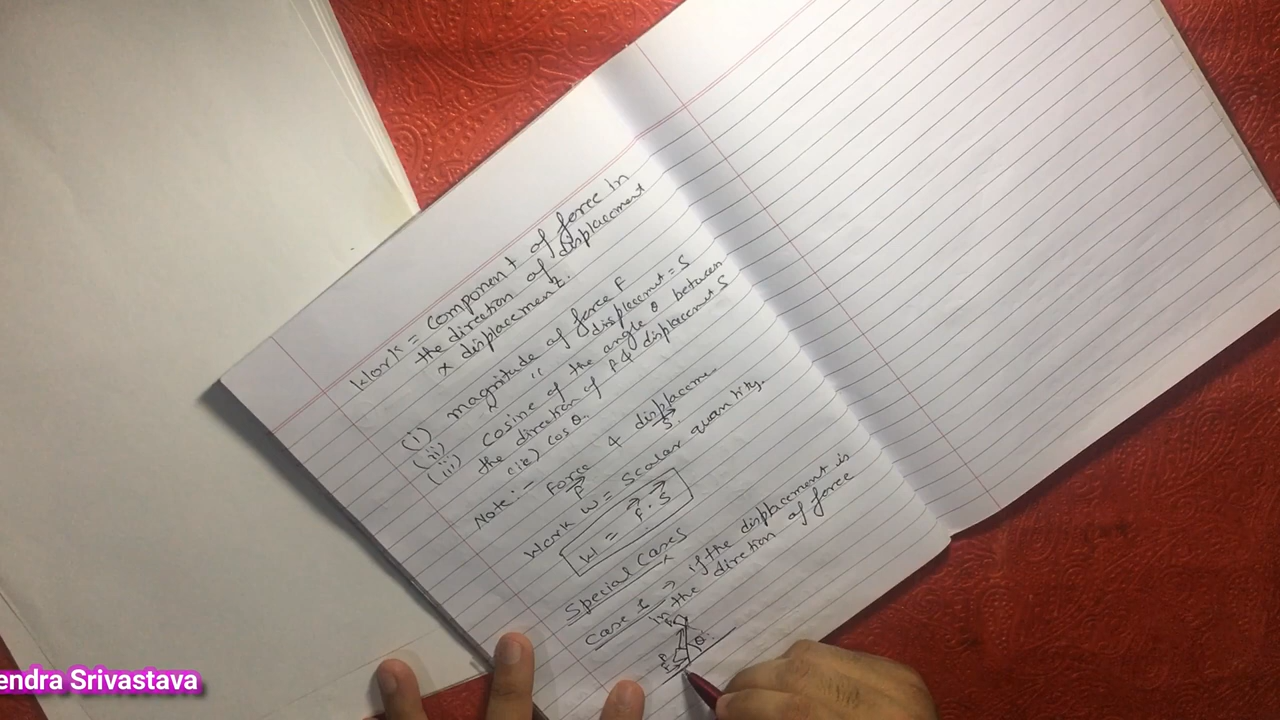 Work = component of force in
the direction of displacement
x displacement.
(i) magnitude of force F
(ii) " " displacement = S
(iii) cosine of the angle θ between
the direction of F & displacement S
(ie) cos θ.
Note :- Force & displaceme
F S.
Work W = Scalar quantity.
W = F . S
Special Cases
Case I → if the displacement is
in the direction of force
θ
endra Srivastava